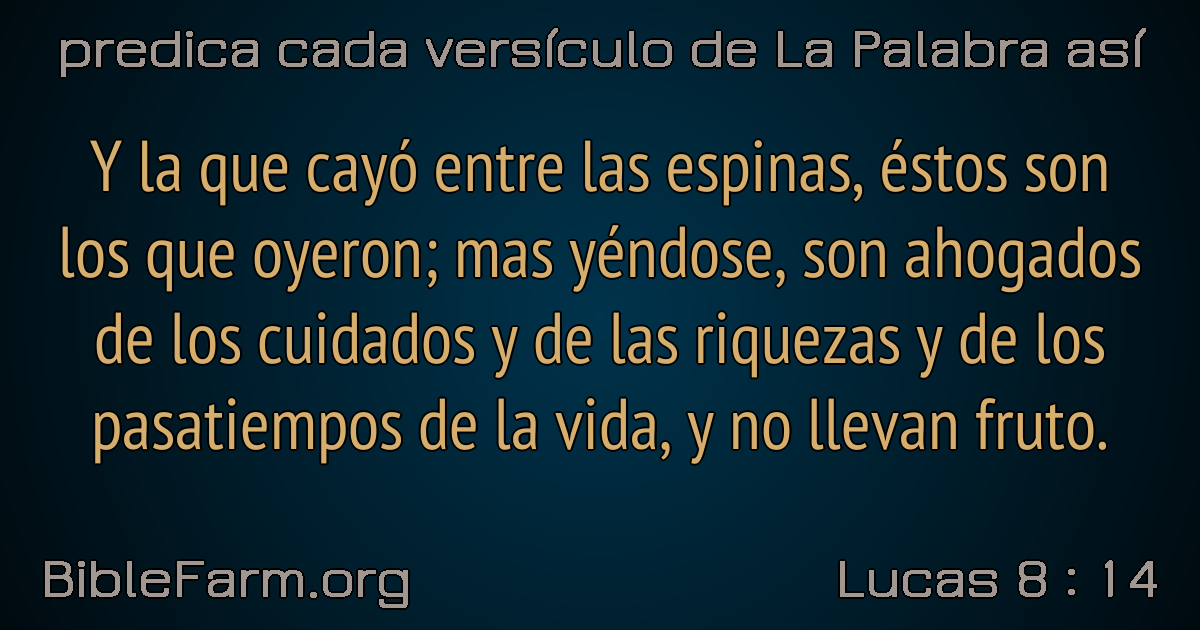 predica cada versículo de La Palabra así
Y la que cayó entre las espinas, éstos son
los que oyeron; mas yéndose, son ahogados
de los cuidados y de las riquezas y de los
pasatiempos de la vida, y no llevan fruto.
BibleFarm.org
Lucas 8 : 14